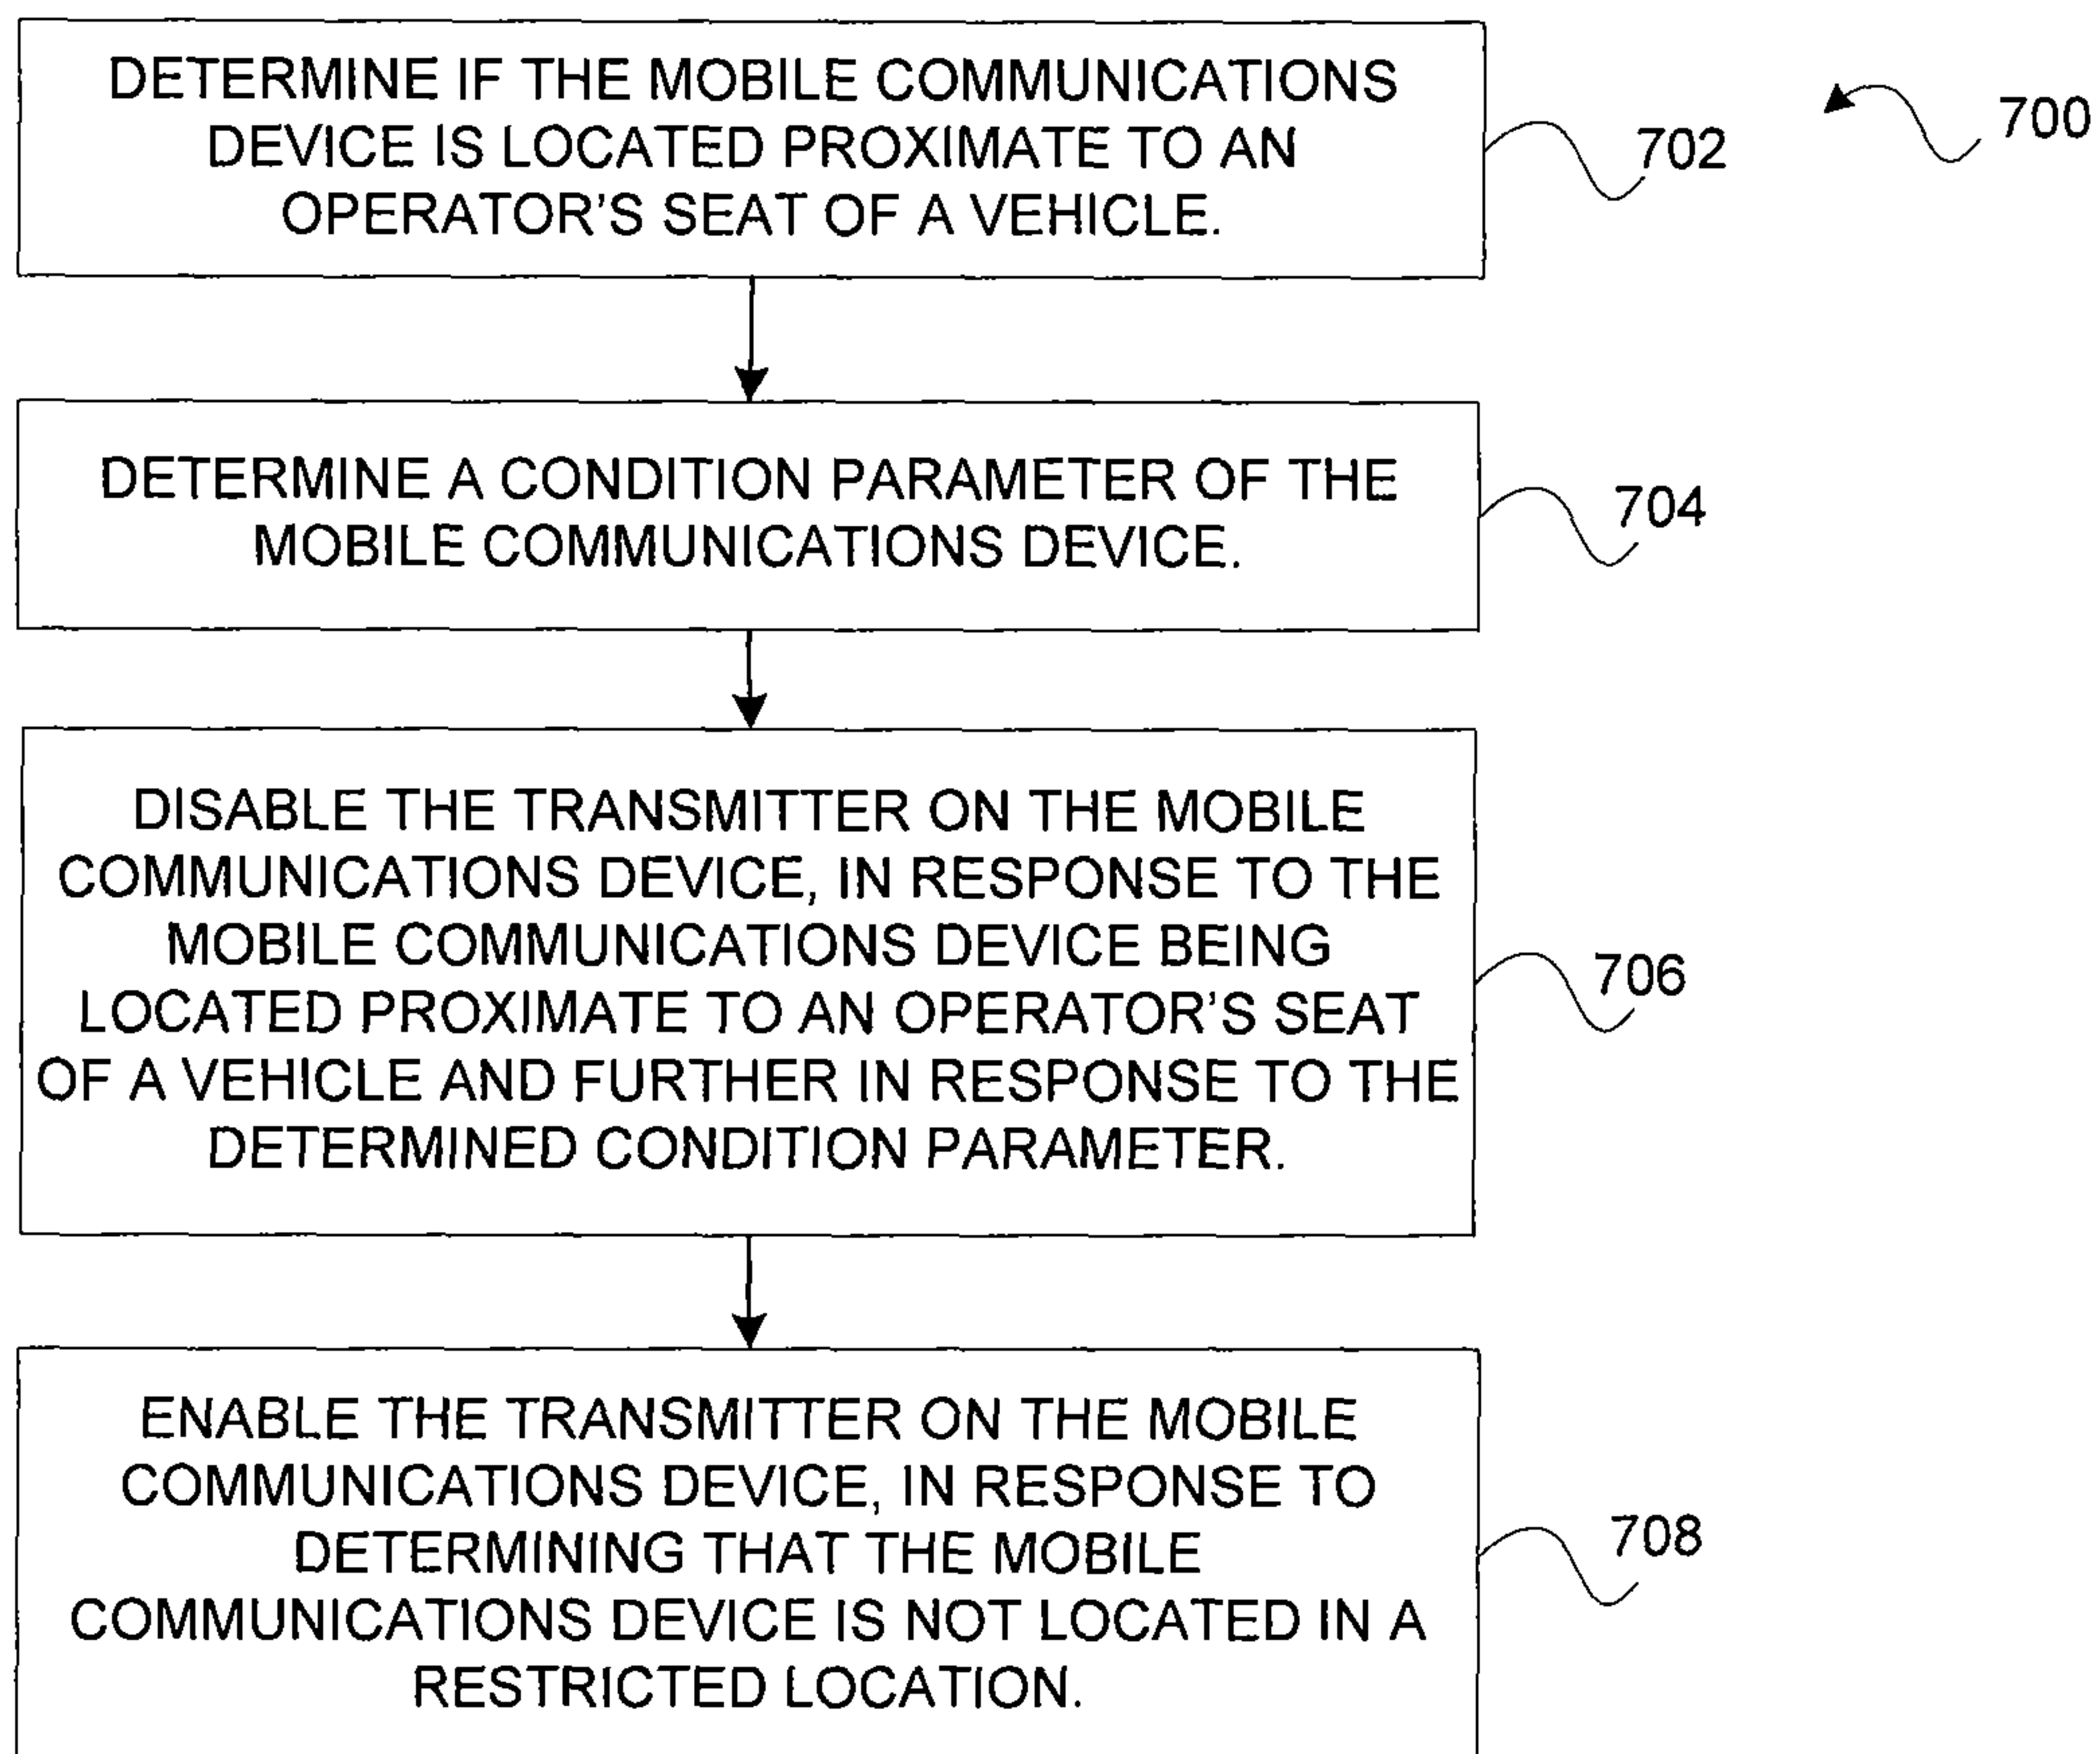 DETERMINE IF THE MOBILE COMMUNICATIONS
DEVICE IS LOCATED PROXIMATE TO AN
OPERATOR’S SEAT OF A VEHICLE.
702
700
DETERMINE A CONDITION PARAMETER OF THE
MOBILE COMMUNICATIONS DEVICE.
704
DISABLE THE TRANSMITTER ON THE MOBILE
COMMUNICATIONS DEVICE, IN RESPONSE TO THE
MOBILE COMMUNICATIONS DEVICE BEING
LOCATED PROXIMATE TO AN OPERATOR’S SEAT
OF A VEHICLE AND FURTHER IN RESPONSE TO THE
DETERMINED CONDITION PARAMETER.
706
ENABLE THE TRANSMITTER ON THE MOBILE
COMMUNICATIONS DEVICE, IN RESPONSE TO
DETERMINING THAT THE MOBILE
COMMUNICATIONS DEVICE IS NOT LOCATED IN A
RESTRICTED LOCATION.
708